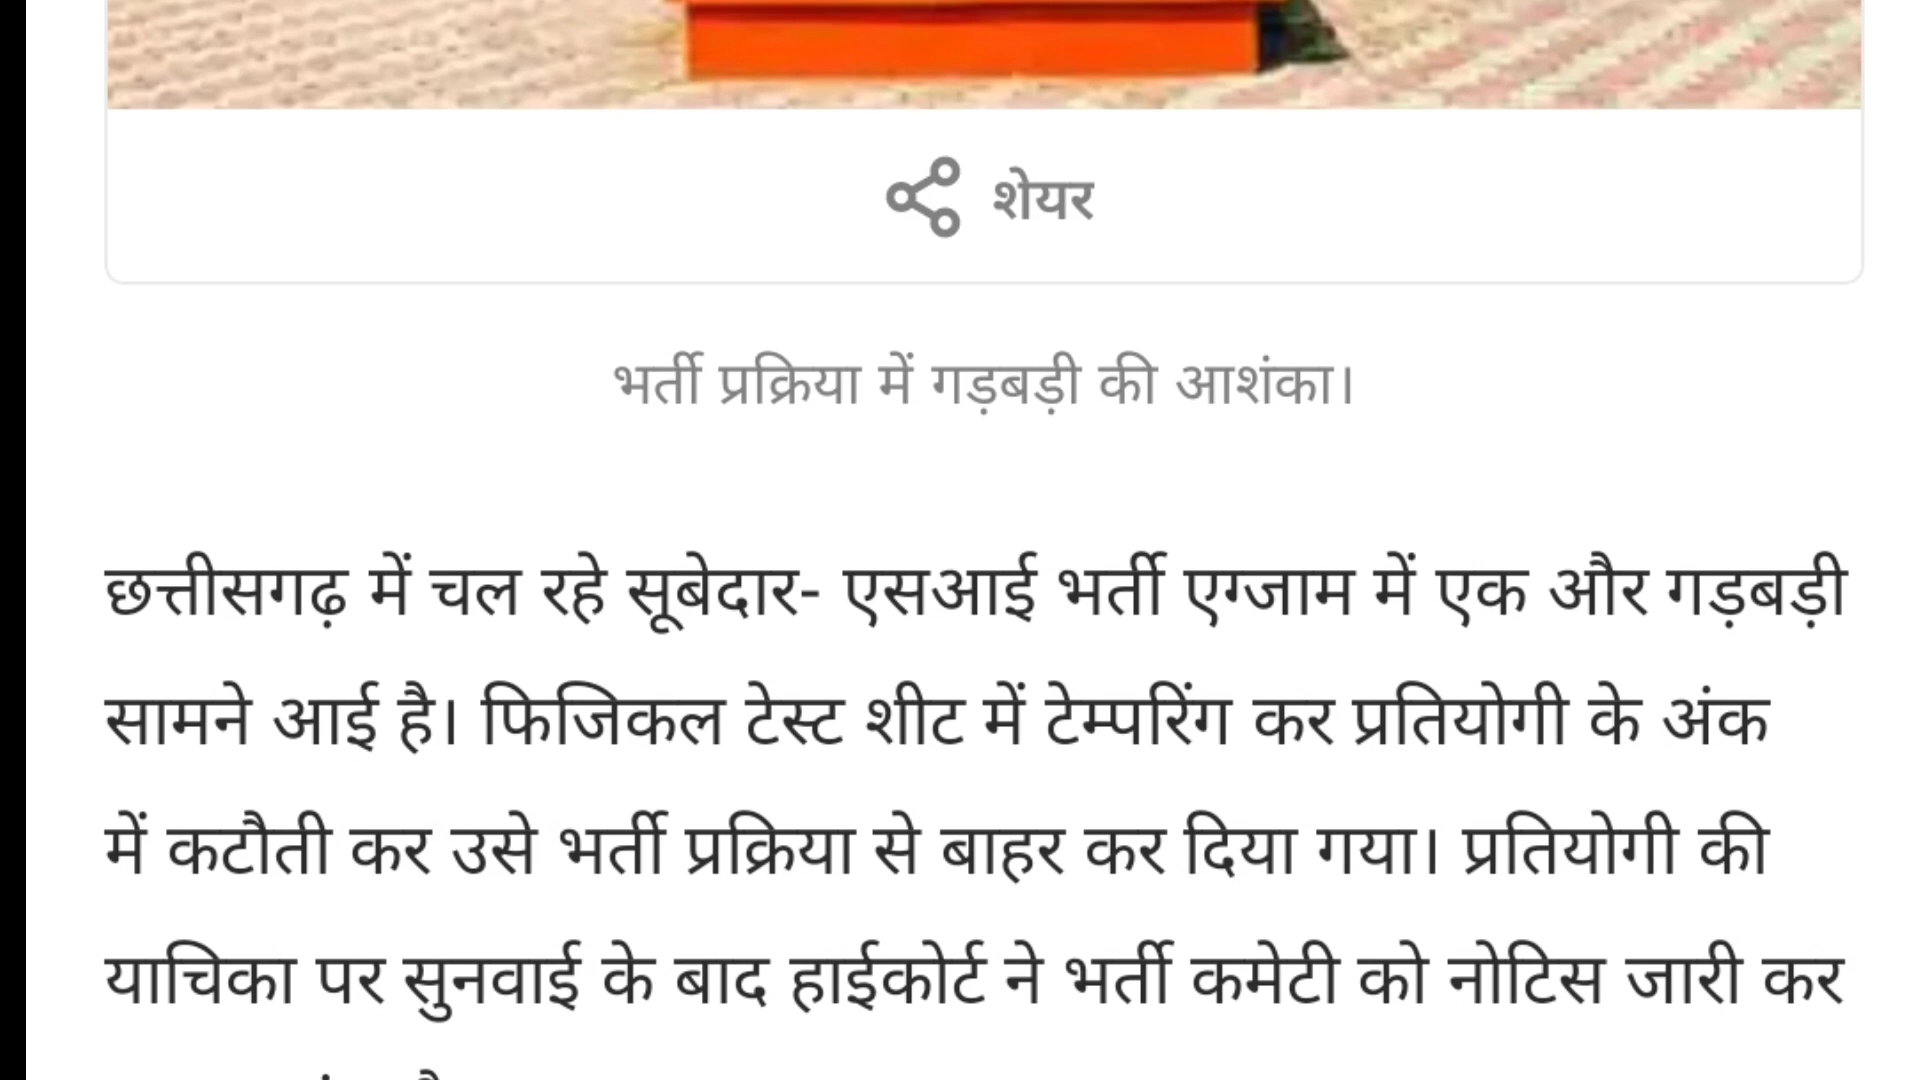 शेयर
भर्ती प्रक्रिया में गड़बड़ी की आशंका।
छत्तीसगढ़ में चल रहे सूबेदार- एसआई भर्ती एग्जाम में एक और गड़बड़ी
सामने आई है। फिजिकल टेस्ट शीट में टेम्परिंग कर प्रतियोगी के अंक
में कटौती कर उसे भर्ती प्रक्रिया से बाहर कर दिया गया। प्रतियोगी की
याचिका पर सुनवाई के बाद हाईकोर्ट ने भर्ती कमेटी को नोटिस जारी कर